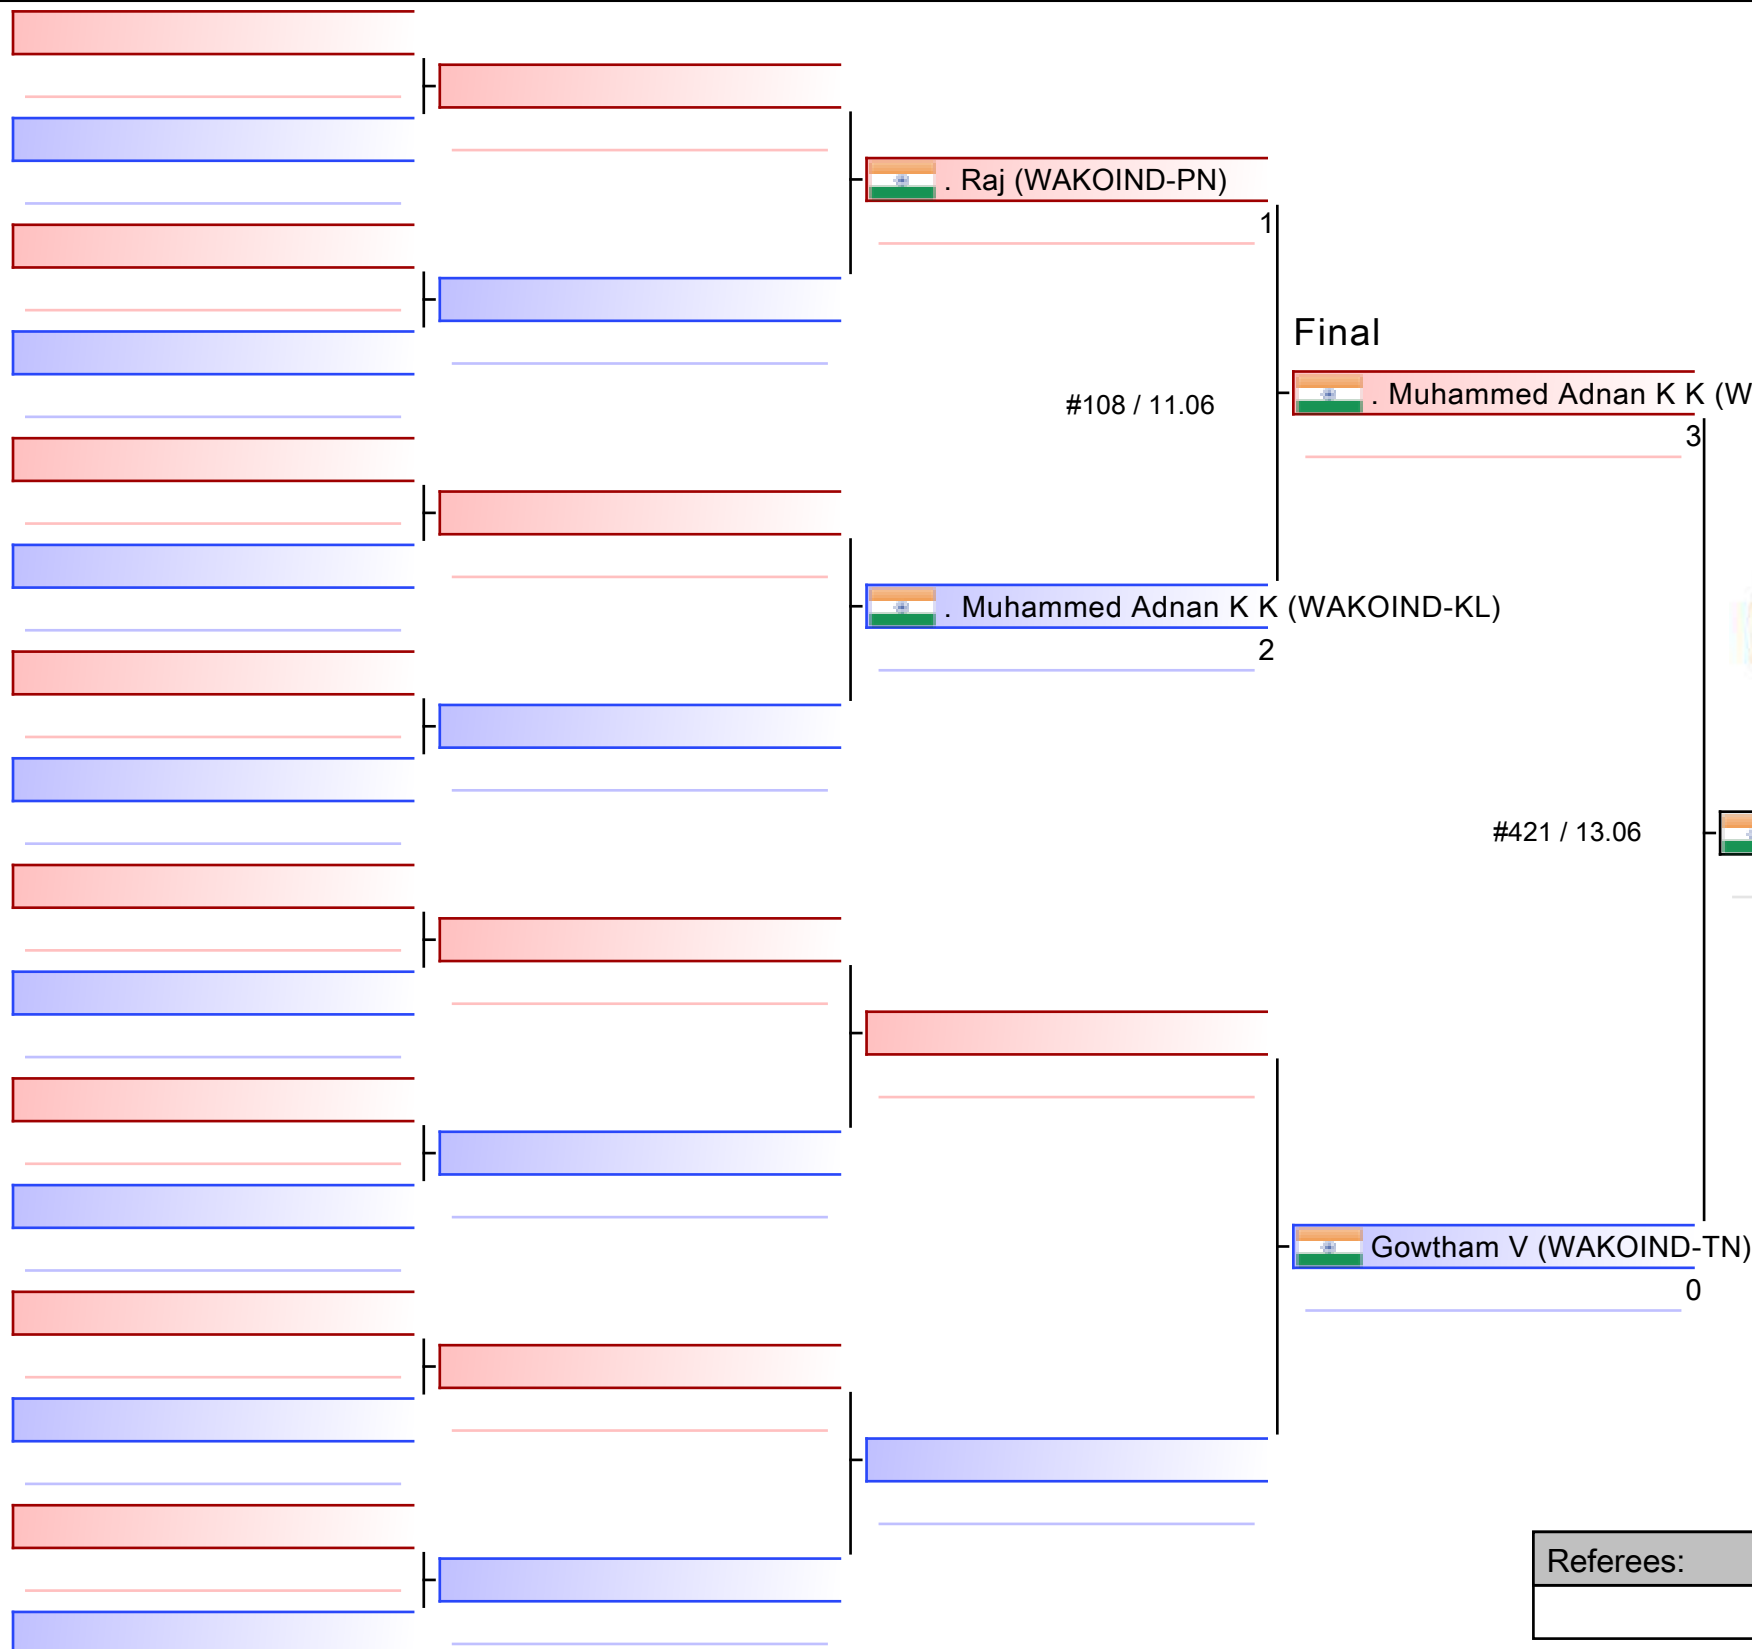 . Raj (WAKOIND-PN)
1
Final
#108 / 11.06
. Muhammed Adnan K K (W
3
. Muhammed Adnan K K (WAKOIND-KL)
2
#421 / 13.06
Gowtham V (WAKOIND-TN)
0
Referees: